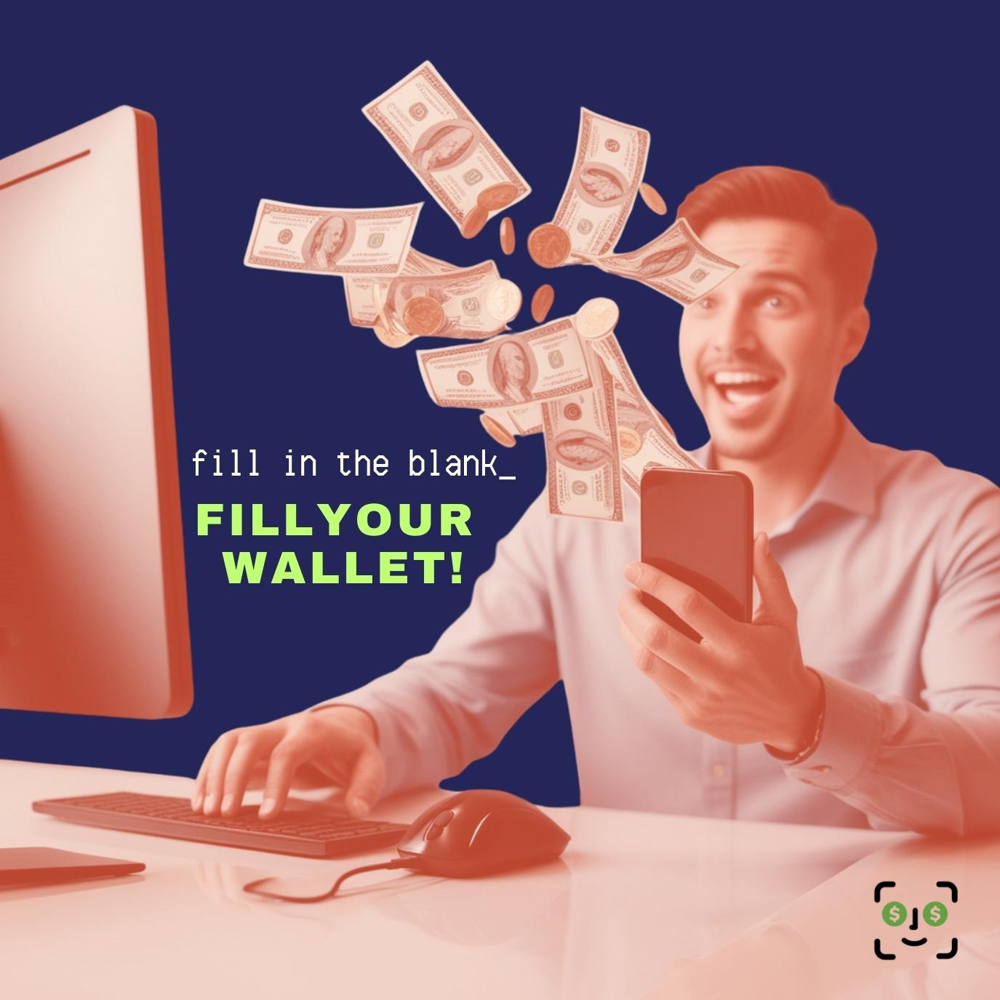 fill in the blank_
FILLYOUR
WALLET!
$ $